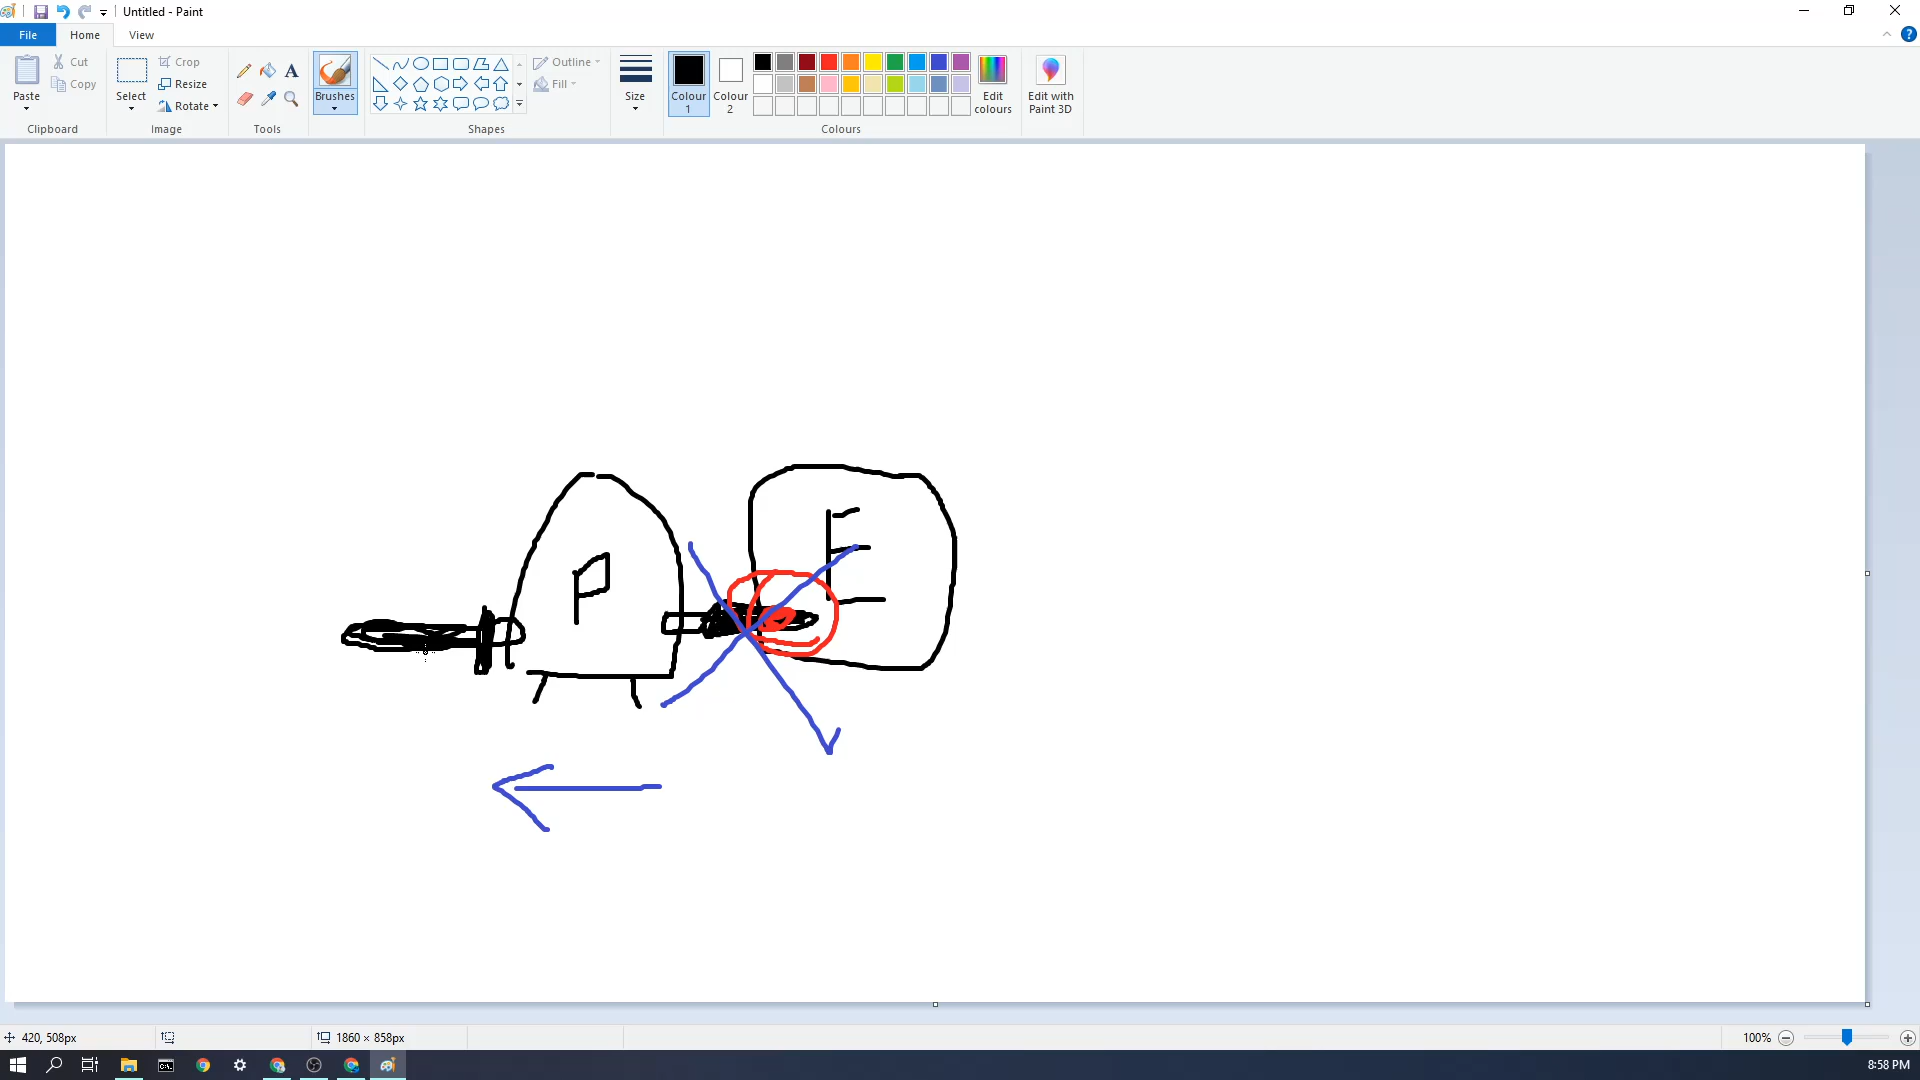 Untitled - Paint
File Home View
Paste
Cut
Copy
Clipboard
Select
Crop
Resize
Rotate
Image
A
Tools
Brushes
Shapes
Outline
Fill
Size
Colour 1
Colour 2
Edit colours
Colours
Edit with Paint 3D
?
P
E
420, 508px
1860 × 858px
100%
8:58 PM